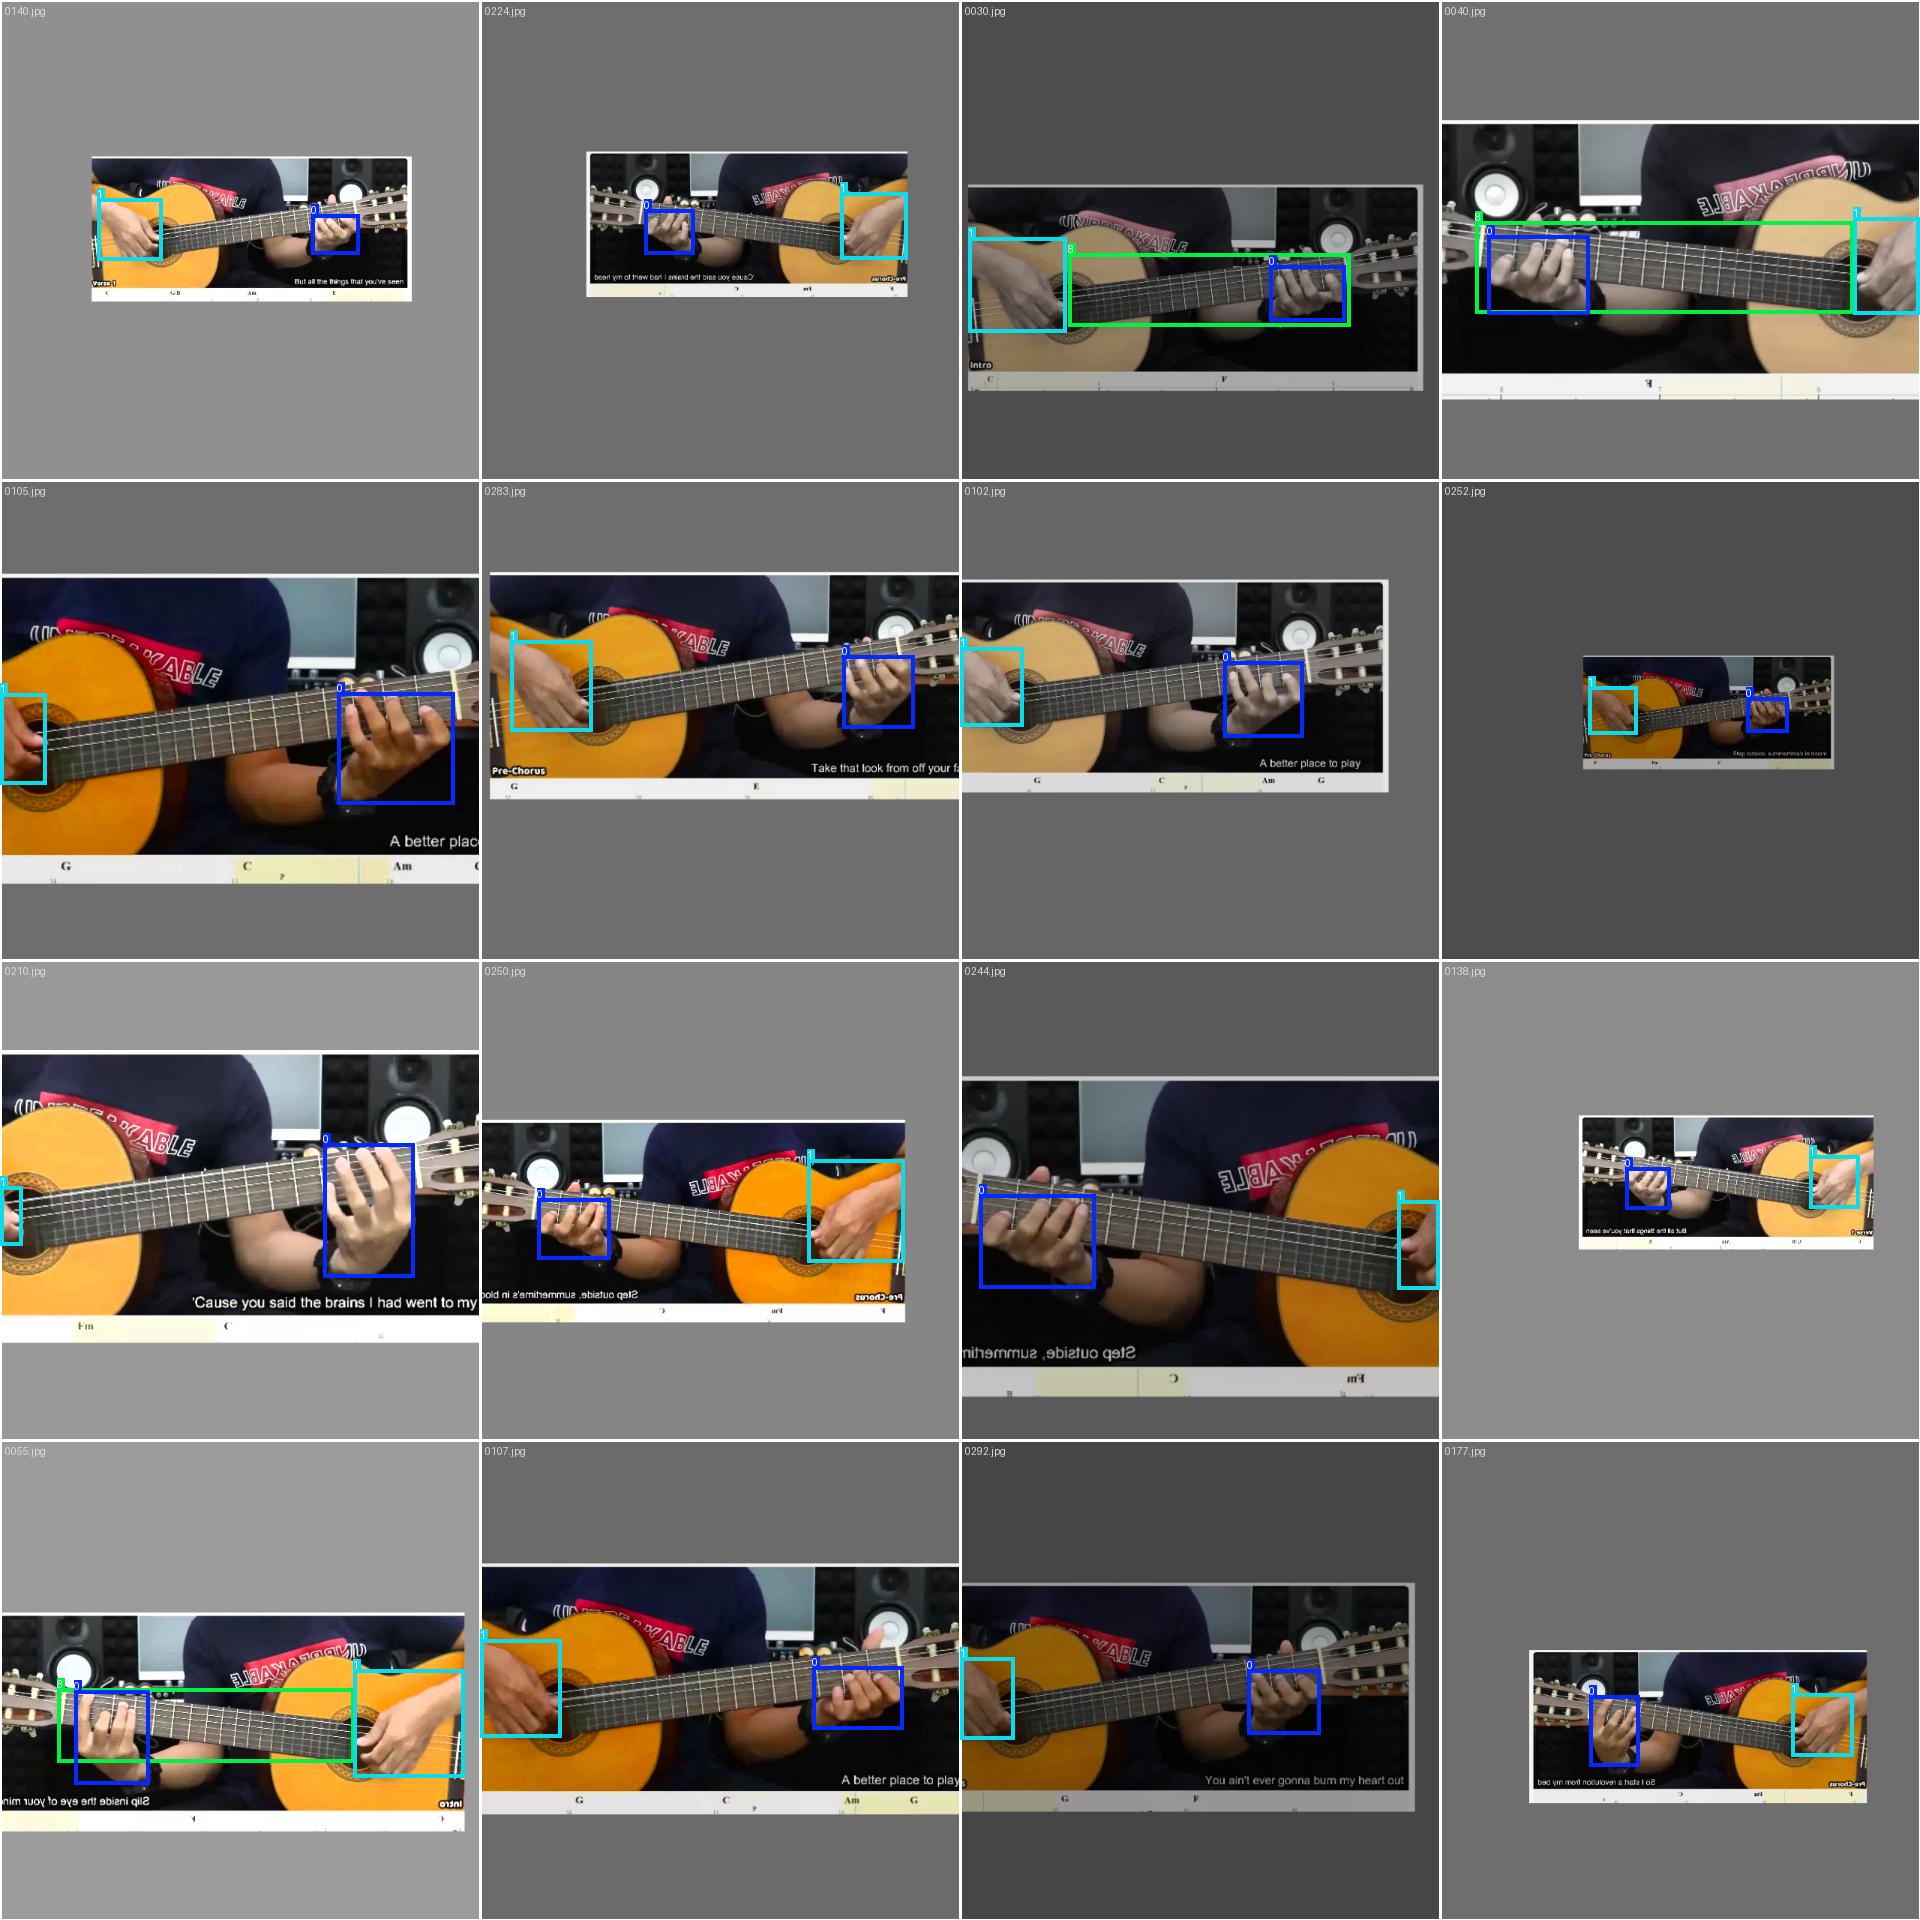 0140.jpg
1
0
UNBREAKABLE
Verse 1
But all the things that you've seen
C G/B Am E
0224.jpg
0
1
UNBREAKABLE
'Cause you said the brains I had went to my head
Pre-Chorus
C Fm F
0030.jpg
1
8
0
UNBREAKABLE
Intro
C F
0040.jpg
8
0
1
UNBREAKABLE
F
0105.jpg
1
0
UNBREAKABLE
A better plac
G C Am
P
0283.jpg
1
0
UNBREAKABLE
Pre-Chorus
Take that look from off your fa
G E
0102.jpg
1
0
UNBREAKABLE
A better place to play
G C Am G
P
0252.jpg
1
0
Pre-Chorus
Step outside, summertime's in bloom
F Fm C
0210.jpg
1
0
UNBREAKABLE
'Cause you said the brains I had went to my
Fm C
0250.jpg
0
1
Step outside, summertime's in bloo
Pre-Chorus
C Fm F
0244.jpg
0
1
Step outside, summertim
C Fm
0138.jpg
0
1
But all the things that you've seen
Verse 1
E Am G/B C
0055.jpg
8
0
1
UNBREAKABLE
Slip inside the eye of your min
Intro
F C
0107.jpg
1
0
UNBREAKABLE
A better place to play
G C Am G
P
0292.jpg
1
0
UNBREAKABLE
You ain't ever gonna burn my heart out
G F
0177.jpg
0
1
So I start a revolution from my bed
Pre-Chorus
C Fm F